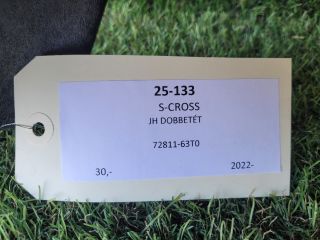 25-133
S-CROSS
JH DOBBETÉT
72811-63T0
30,- 2022-